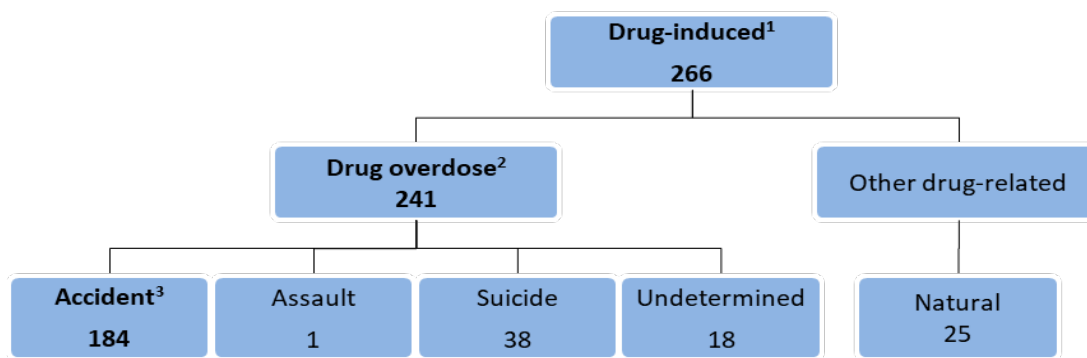 Drug-induced¹
266
Drug overdose²
241
Other drug-related
Accident³
184
Assault
1
Suicide
38
Undetermined
18
Natural
25